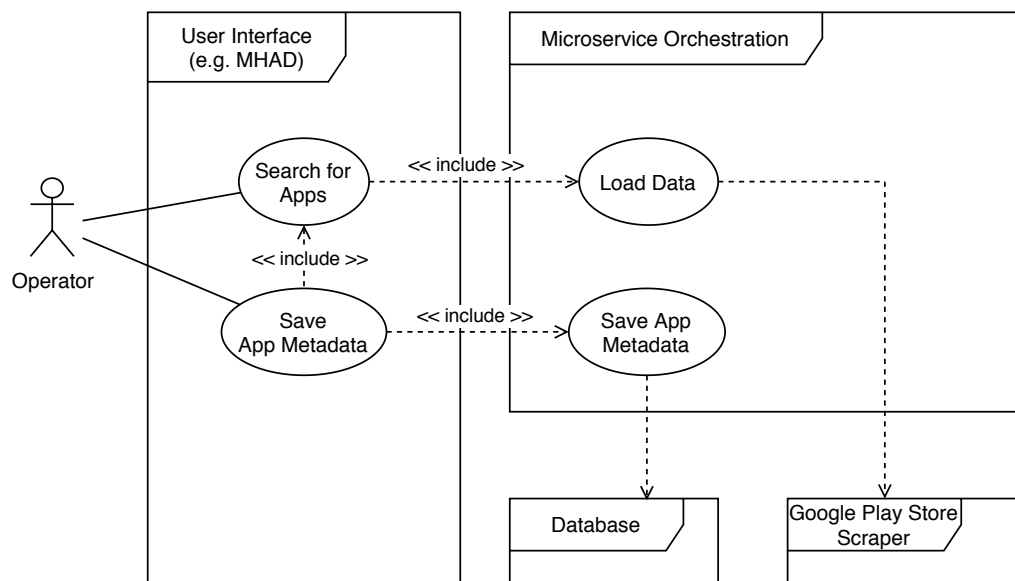 User Interface
(e.g. MHAD)
Microservice Orchestration
Search for
Apps
<< include >>
Load Data
<< include >>
Operator
Save
App Metadata
<< include >>
Save App
Metadata
Database
Google Play Store
Scraper